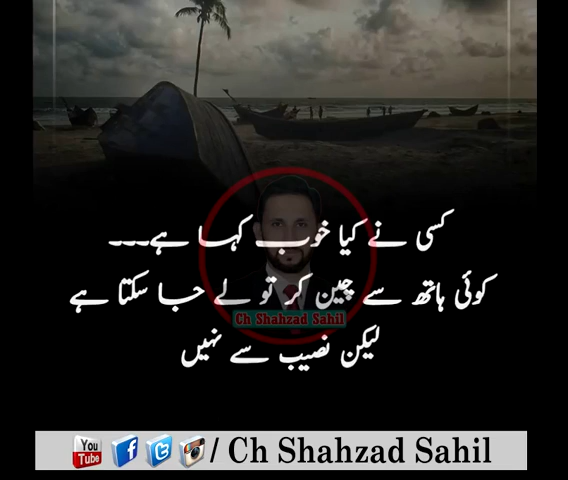 کسی نے کیا خوب کہا ہے۔۔۔
کوئی ہاتھ سے چین کر تو لے جا سکتا ہے
Ch Shahzad Sahil
لیکن نصیب سے نہیں
You Tube / Ch Shahzad Sahil